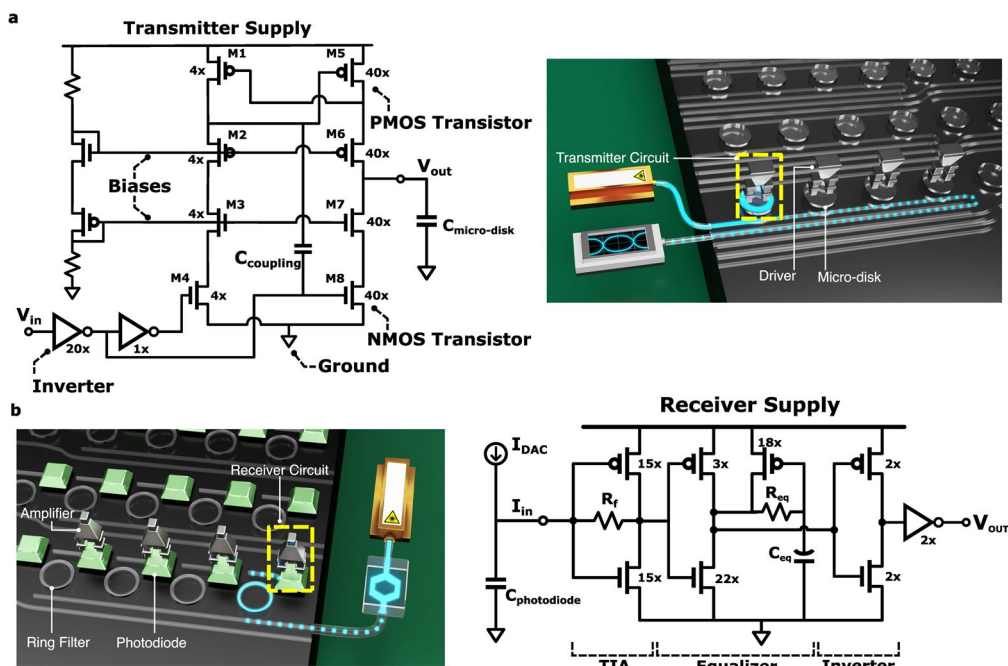 a
Transmitter Supply
M1
M5
4x
40x
PMOS Transistor
M2
M6
4x
40x
Biases
Vout
M3
M7
4x
40x
Cmicro-disk
Ccoupling
M4
M8
4x
40x
Vin
20x
1x
NMOS Transistor
Ground
Inverter
Transmitter Circuit
Driver
Micro-disk
b
Receiver Circuit
Amplifier
Ring Filter
Photodiode
Receiver Supply
IDAC
18x
15x
3x
2x
Iin
Rf
Req
VOUT
Ceq
2x
Cphotodiode
15x
22x
2x
TIA
Equalizer
Inverter